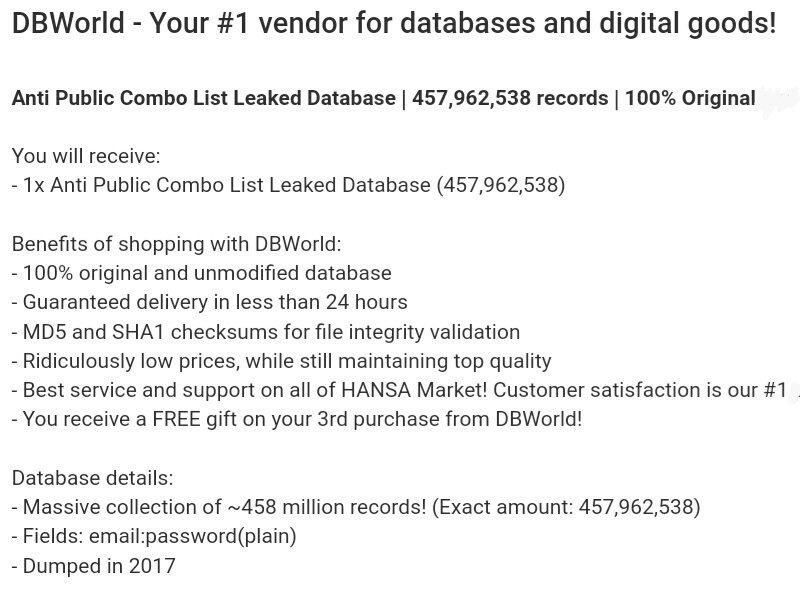 DBWorld - Your #1 vendor for databases and digital goods!
Anti Public Combo List Leaked Database | 457,962,538 records | 100% Original
You will receive:
- 1x Anti Public Combo List Leaked Database (457,962,538)
Benefits of shopping with DBWorld:
- 100% original and unmodified database
- Guaranteed delivery in less than 24 hours
- MD5 and SHA1 checksums for file integrity validation
- Ridiculously low prices, while still maintaining top quality
- Best service and support on all of HANSA Market! Customer satisfaction is our #1
- You receive a FREE gift on your 3rd purchase from DBWorld!
Database details:
- Massive collection of ~458 million records! (Exact amount: 457,962,538)
- Fields: email:password(plain)
- Dumped in 2017